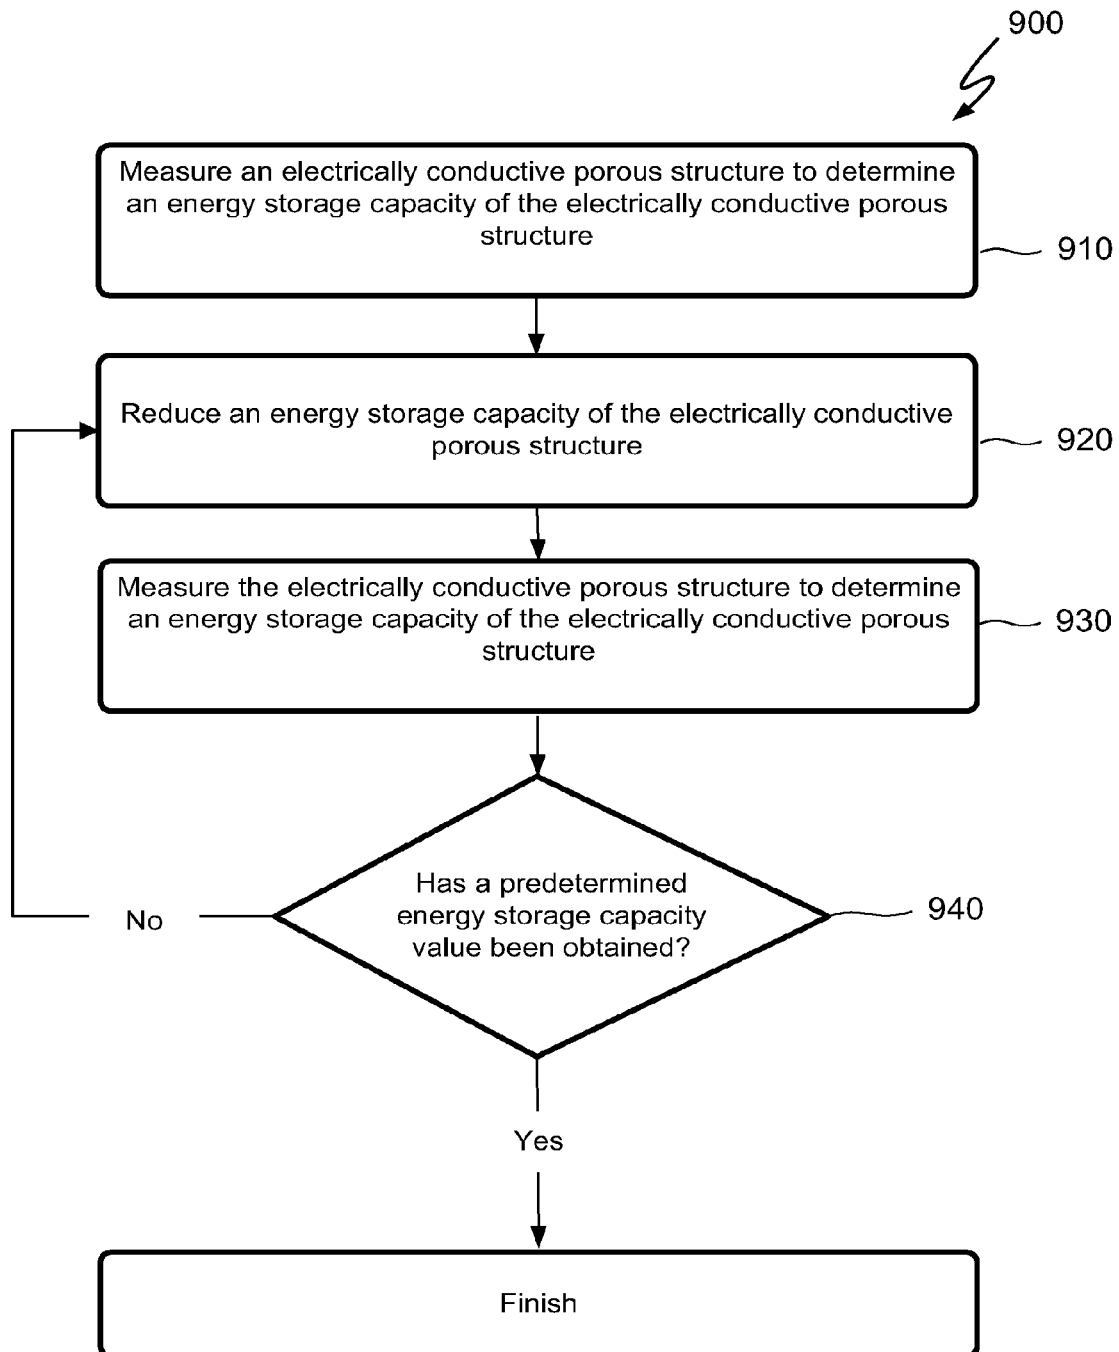 900
Measure an electrically conductive porous structure to determine
an energy storage capacity of the electrically conductive porous
structure
910
Reduce an energy storage capacity of the electrically conductive
porous structure
920
Measure the electrically conductive porous structure to determine
an energy storage capacity of the electrically conductive porous
structure
930
Has a predetermined
energy storage capacity
value been obtained?
940
No
Yes
Finish